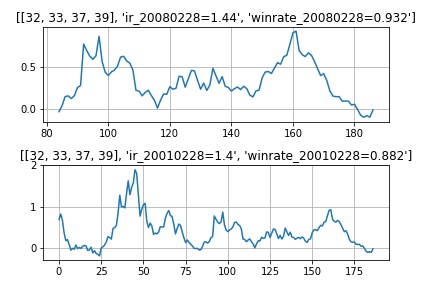 [[32, 33, 37, 39], 'ir_20080228=1.44', 'winrate_20080228=0.932']
0.5
0.0
80 100 120 140 160 180
[[32, 33, 37, 39], 'ir_20010228=1.4', 'winrate_20010228=0.882']
2
1
0
0 25 50 75 100 125 150 175